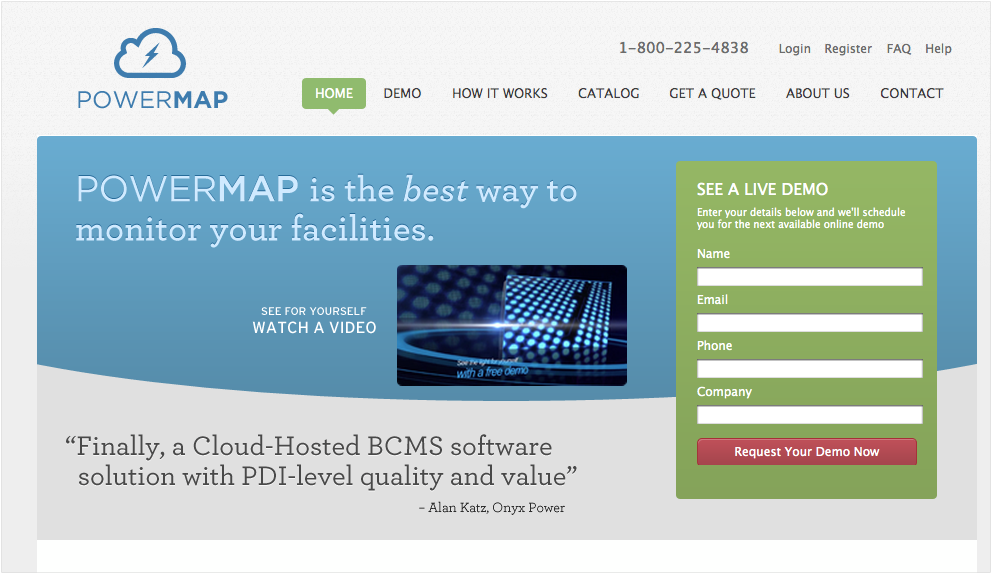 1-800-225-4838 Login Register FAQ Help
POWERMAP
HOME DEMO HOW IT WORKS CATALOG GET A QUOTE ABOUT US CONTACT
POWERMAP is the best way to
monitor your facilities.
SEE FOR YOURSELF
WATCH A VIDEO
See the light for yourself
with a free demo
SEE A LIVE DEMO
Enter your details below and we'll schedule
you for the next available online demo
Name
Email
Phone
Company
Request Your Demo Now
“Finally, a Cloud-Hosted BCMS software
solution with PDI-level quality and value”
– Alan Katz, Onyx Power